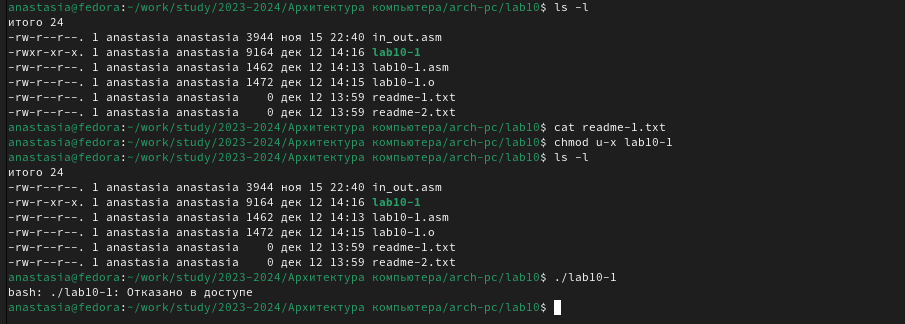 anastasia@fedora:~/work/study/2023-2024/Архитектура компьютера/arch-pc/lab10$ ls -l
итого 24
-rw-r--r--. 1 anastasia anastasia 3944 ноя 15 22:40 in_out.asm
-rwxr-xr-x. 1 anastasia anastasia 9164 дек 12 14:16 lab10-1
-rw-r--r--. 1 anastasia anastasia 1462 дек 12 14:13 lab10-1.asm
-rw-r--r--. 1 anastasia anastasia 1472 дек 12 14:15 lab10-1.o
-rw-r--r--. 1 anastasia anastasia    0 дек 12 13:59 readme-1.txt
-rw-r--r--. 1 anastasia anastasia    0 дек 12 13:59 readme-2.txt
anastasia@fedora:~/work/study/2023-2024/Архитектура компьютера/arch-pc/lab10$ cat readme-1.txt
anastasia@fedora:~/work/study/2023-2024/Архитектура компьютера/arch-pc/lab10$ chmod u-x lab10-1
anastasia@fedora:~/work/study/2023-2024/Архитектура компьютера/arch-pc/lab10$ ls -l
итого 24
-rw-r--r--. 1 anastasia anastasia 3944 ноя 15 22:40 in_out.asm
-rw-r-xr-x. 1 anastasia anastasia 9164 дек 12 14:16 lab10-1
-rw-r--r--. 1 anastasia anastasia 1462 дек 12 14:13 lab10-1.asm
-rw-r--r--. 1 anastasia anastasia 1472 дек 12 14:15 lab10-1.o
-rw-r--r--. 1 anastasia anastasia    0 дек 12 13:59 readme-1.txt
-rw-r--r--. 1 anastasia anastasia    0 дек 12 13:59 readme-2.txt
anastasia@fedora:~/work/study/2023-2024/Архитектура компьютера/arch-pc/lab10$ ./lab10-1
bash: ./lab10-1: Отказано в доступе
anastasia@fedora:~/work/study/2023-2024/Архитектура компьютера/arch-pc/lab10$